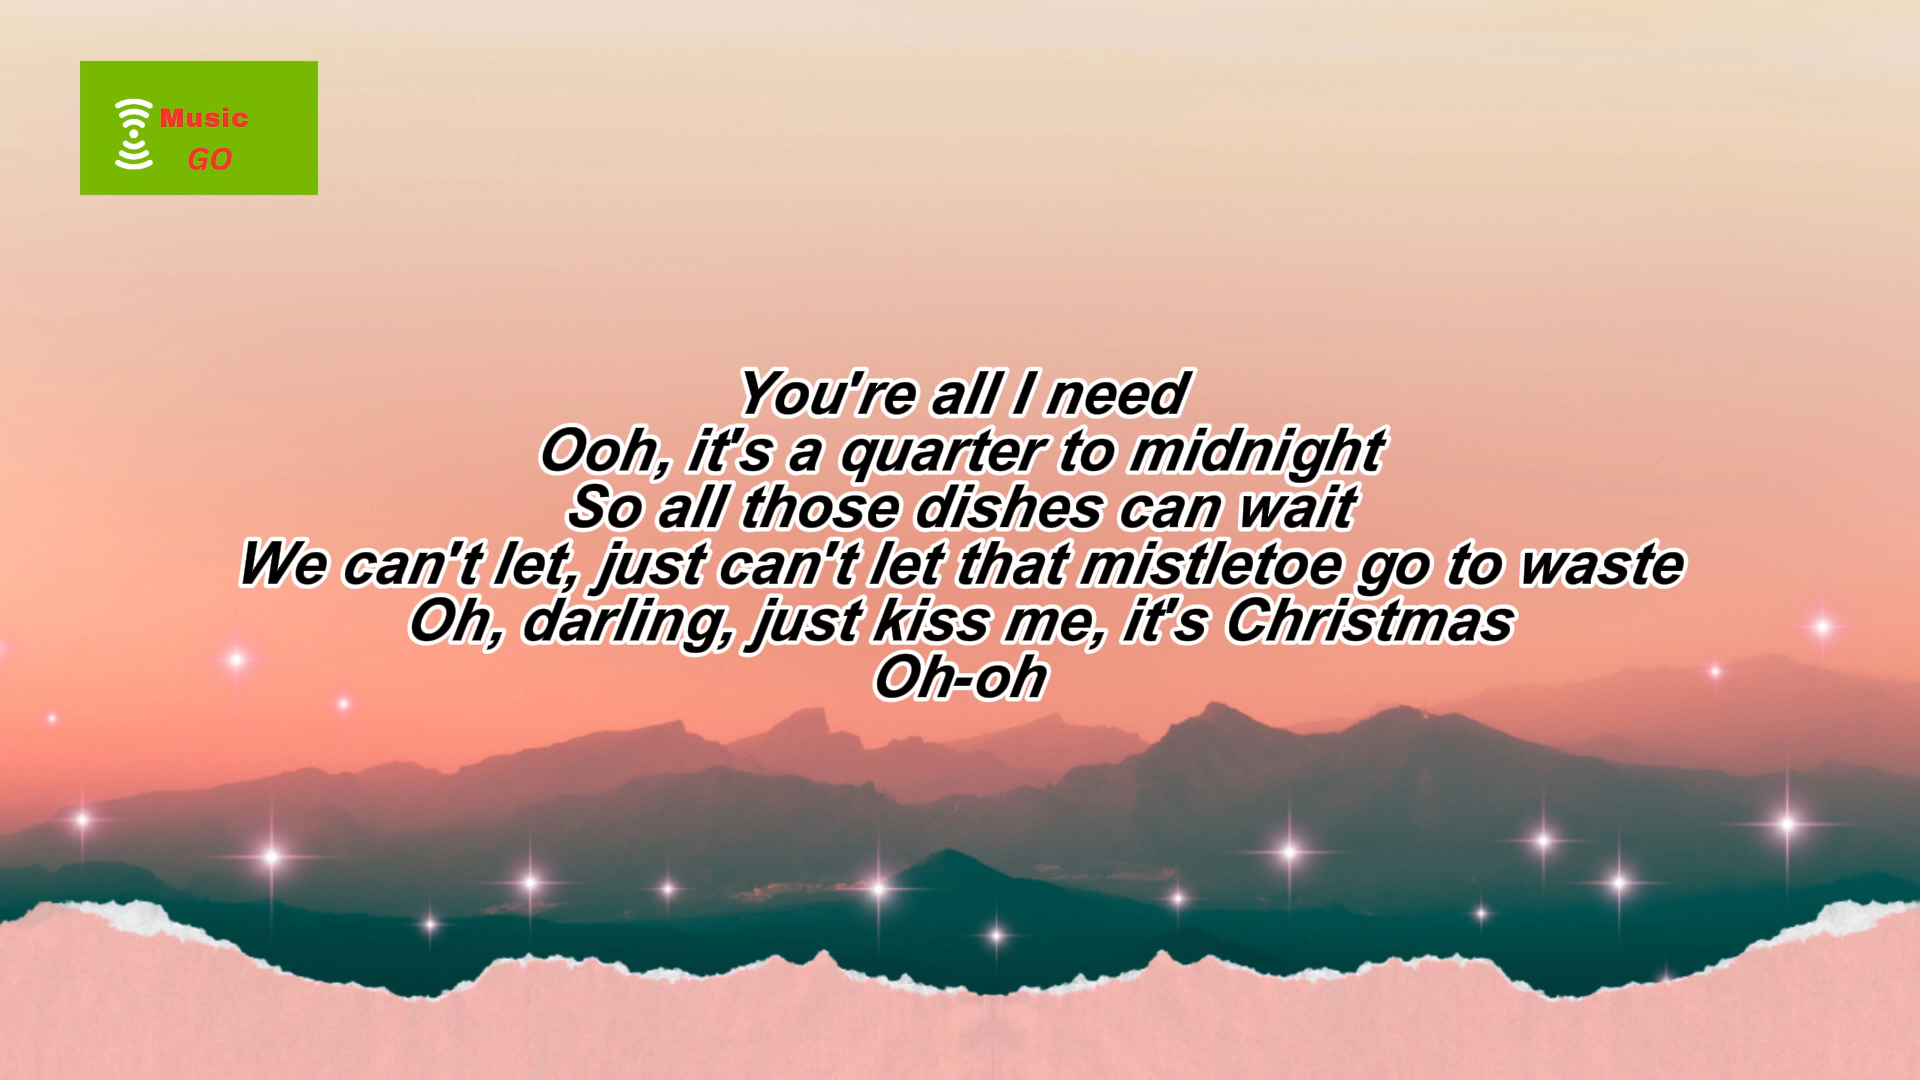 Music
GO
You're all I need
Ooh, it's a quarter to midnight
So all those dishes can wait
We can't let, just can't let that mistletoe go to waste
Oh, darling, just kiss me, it's Christmas
Oh-oh